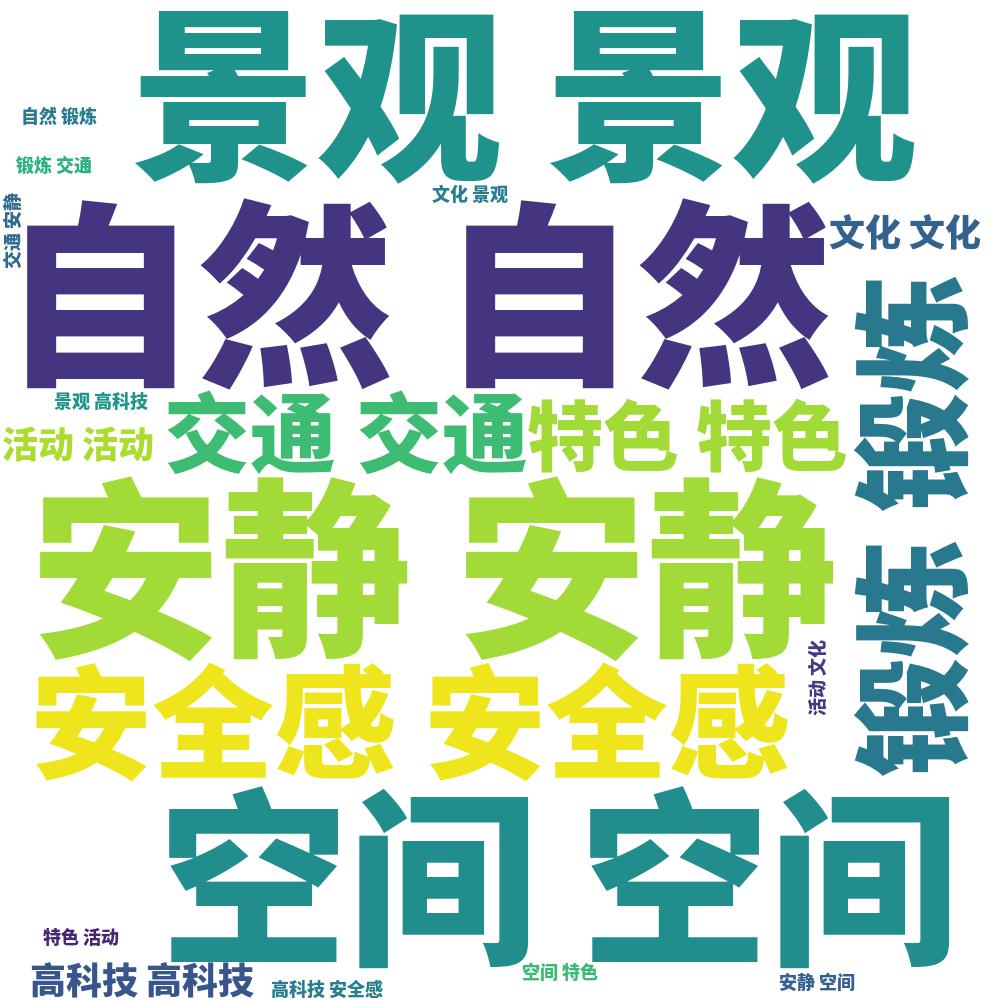 景观 景观
自然 锻炼
锻炼 交通
文化 景观
交通 安静
自然 自然
文化 文化
锻炼 锻炼
景观 高科技
活动 活动
交通 交通
特色 特色
安静 安静
活动 文化
安全感 安全感
空间 空间
特色 活动
高科技 高科技
高科技 安全感
空间 特色
安静 空间